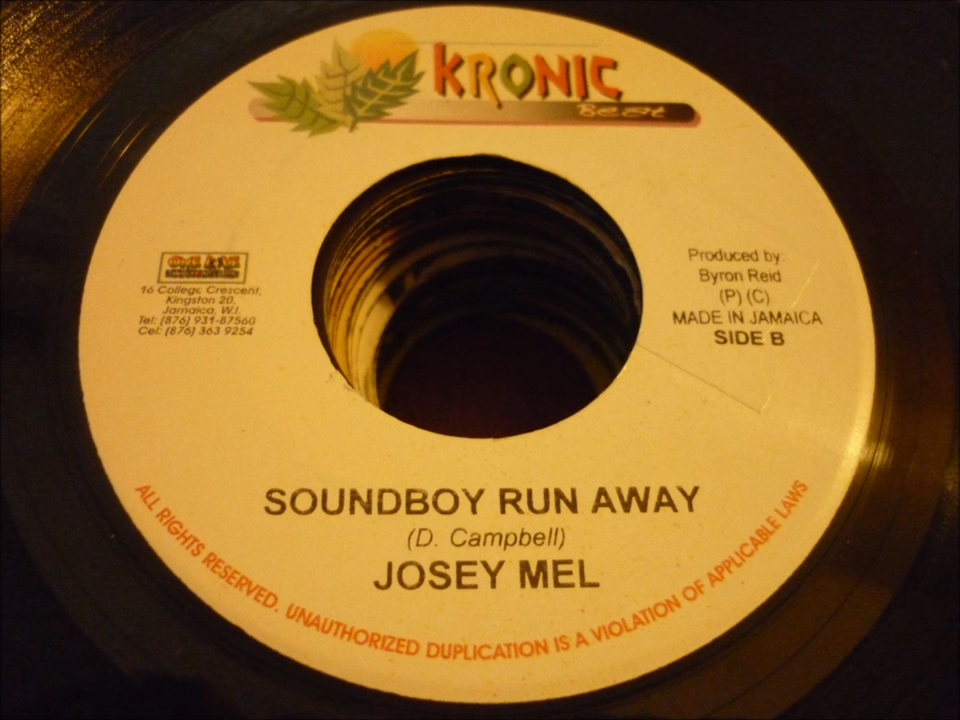 KRONIC
Beat
ONE LOVE
16 College Crescent,
Kingston 20,
Jamaica, W.I.
Tel: (876) 931-87560
Cel: (876) 363 9254
Produced by:
Byron Reid
(P) (C)
MADE IN JAMAICA
SIDE B
SOUNDBOY RUN AWAY
(D. Campbell)
JOSEY MEL
ALL RIGHTS RESERVED. UNAUTHORIZED DUPLICATION IS A VIOLATION OF APPLICABLE LAWS